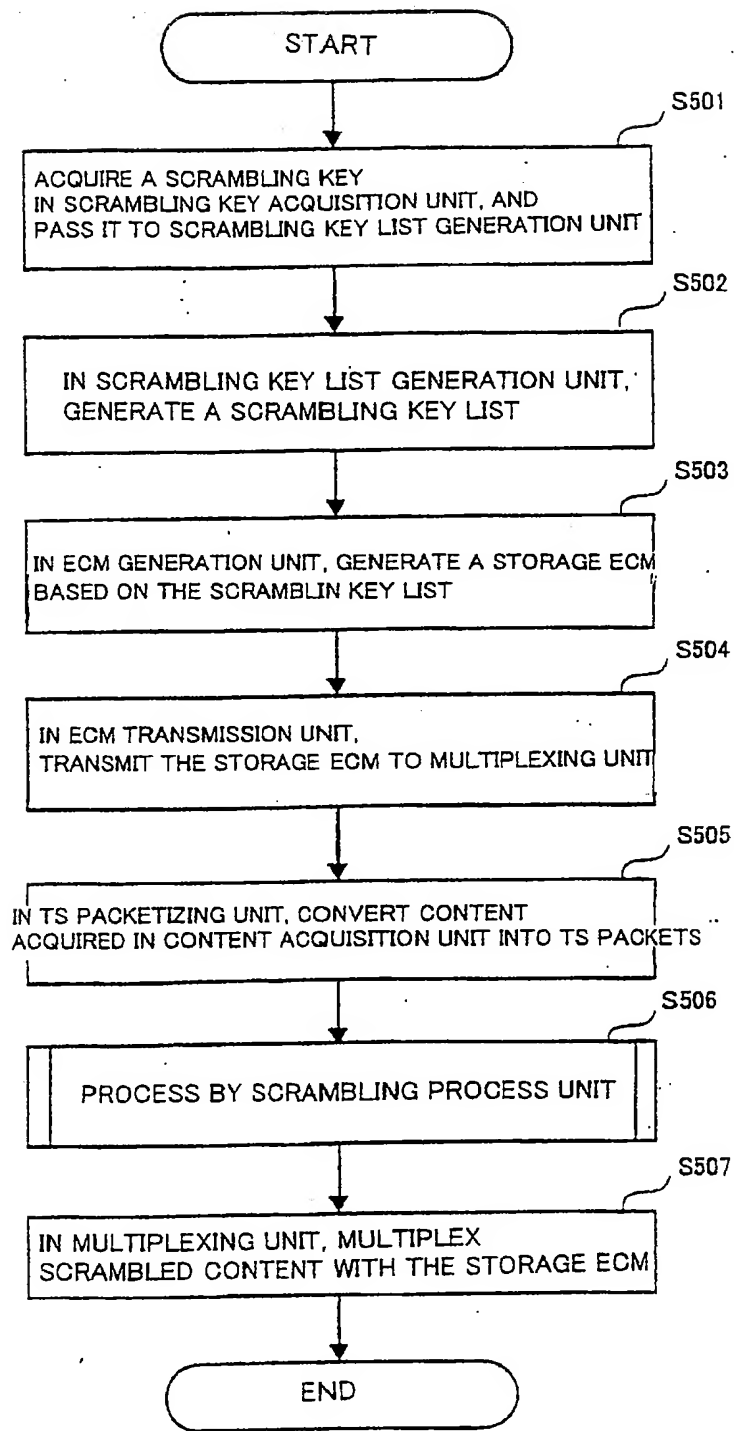 START
S501
ACQUIRE A SCRAMBLING KEY
IN SCRAMBLING KEY ACQUISITION UNIT, AND
PASS IT TO SCRAMBLING KEY LIST GENERATION UNIT
S502
IN SCRAMBLING KEY LIST GENERATION UNIT,
GENERATE A SCRAMBLING KEY LIST
S503
IN ECM GENERATION UNIT, GENERATE A STORAGE ECM
BASED ON THE SCRAMBLIN KEY LIST
S504
IN ECM TRANSMISSION UNIT,
TRANSMIT THE STORAGE ECM TO MULTIPLEXING UNIT
S505
IN TS PACKETIZING UNIT, CONVERT CONTENT
ACQUIRED IN CONTENT ACQUISITION UNIT INTO TS PACKETS
S506
PROCESS BY SCRAMBLING PROCESS UNIT
S507
IN MULTIPLEXING UNIT, MULTIPLEX
SCRAMBLED CONTENT WITH THE STORAGE ECM
END